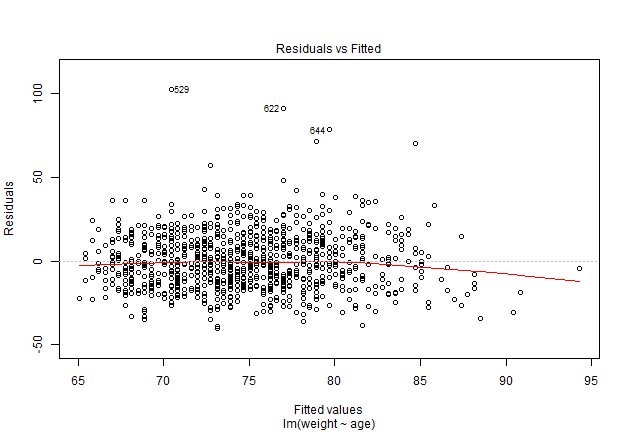 Residuals vs Fitted
Residuals
100
50
0
-50
529
622
644
65 70 75 80 85 90 95
Fitted values
lm(weight ~ age)